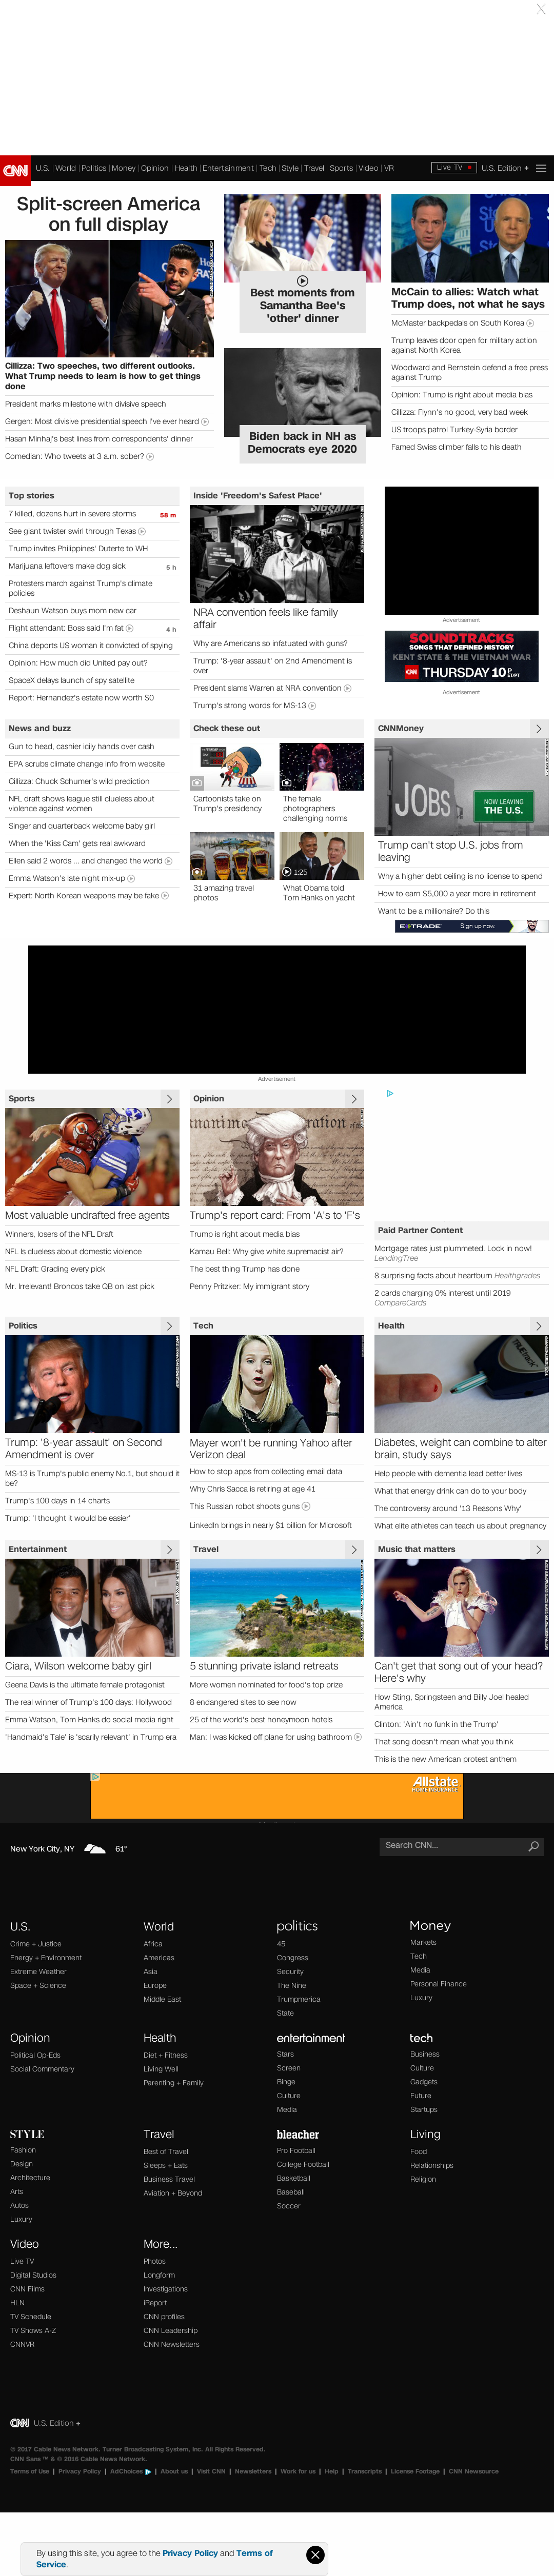 CNN
U.S. World Politics Money Opinion Health Entertainment Tech Style Travel Sports Video VR
Live TV
U.S. Edition +
Split-screen America
on full display
Cillizza: Two speeches, two different outlooks.
What Trump needs to learn is how to get things
done
President marks milestone with divisive speech
Gergen: Most divisive presidential speech I've ever heard
Hasan Minhaj's best lines from correspondents' dinner
Comedian: Who tweets at 3 a.m. sober?
Best moments from
Samantha Bee's
'other' dinner
Biden back in NH as
Democrats eye 2020
McCain to allies: Watch what
Trump does, not what he says
McMaster backpedals on South Korea
Trump leaves door open for military action
against North Korea
Woodward and Bernstein defend a free press
against Trump
Opinion: Trump is right about media bias
Cillizza: Flynn's no good, very bad week
US troops patrol Turkey-Syria border
Famed Swiss climber falls to his death
Top stories
7 killed, dozens hurt in severe storms
58 m
See giant twister swirl through Texas
Trump invites Philippines' Duterte to WH
Marijuana leftovers make dog sick
5 h
Protesters march against Trump's climate
policies
Deshaun Watson buys mom new car
Flight attendant: Boss said I'm fat
4 h
China deports US woman it convicted of spying
Opinion: How much did United pay out?
SpaceX delays launch of spy satellite
Report: Hernandez's estate now worth $0
Inside 'Freedom's Safest Place'
NRA convention feels like family
affair
Why are Americans so infatuated with guns?
Trump: '8-year assault' on 2nd Amendment is
over
President slams Warren at NRA convention
Trump's strong words for MS-13
Advertisement
SOUNDTRACKS
SONGS THAT DEFINED HISTORY
KENT STATE & THE VIETNAM WAR
CNN THURSDAY 10 P ET/PT
Advertisement
News and buzz
Gun to head, cashier icily hands over cash
EPA scrubs climate change info from website
Cillizza: Chuck Schumer's wild prediction
NFL draft shows league still clueless about
violence against women
Singer and quarterback welcome baby girl
When the 'Kiss Cam' gets real awkward
Ellen said 2 words ... and changed the world
Emma Watson's late night mix-up
Expert: North Korean weapons may be fake
Check these out
Cartoonists take on
Trump's presidency
The female
photographers
challenging norms
1:25
31 amazing travel
photos
What Obama told
Tom Hanks on yacht
CNNMoney
JOBS
NOW LEAVING
THE U.S.
Trump can't stop U.S. jobs from
leaving
Why a higher debt ceiling is no license to spend
How to earn $5,000 a year more in retirement
Want to be a millionaire? Do this
E*TRADE
Sign up now
Advertisement
Sports
Most valuable undrafted free agents
Winners, losers of the NFL Draft
NFL Is clueless about domestic violence
NFL Draft: Grading every pick
Mr. Irrelevant! Broncos take QB on last pick
Opinion
Trump's report card: From 'A's to 'F's
Trump is right about media bias
Kamau Bell: Why give white supremacist air?
The best thing Trump has done
Penny Pritzker: My immigrant story
Paid Partner Content
Mortgage rates just plummeted. Lock in now!
LendingTree
8 surprising facts about heartburn Healthgrades
2 cards charging 0% interest until 2019
CompareCards
Politics
Trump: '8-year assault' on Second
Amendment is over
MS-13 is Trump's public enemy No.1, but should it
be?
Trump's 100 days in 14 charts
Trump: 'I thought it would be easier'
Tech
Mayer won't be running Yahoo after
Verizon deal
How to stop apps from collecting email data
Why Chris Sacca is retiring at age 41
This Russian robot shoots guns
LinkedIn brings in nearly $1 billion for Microsoft
Health
Diabetes, weight can combine to alter
brain, study says
Help people with dementia lead better lives
What that energy drink can do to your body
The controversy around '13 Reasons Why'
What elite athletes can teach us about pregnancy
Entertainment
Ciara, Wilson welcome baby girl
Geena Davis is the ultimate female protagonist
The real winner of Trump's 100 days: Hollywood
Emma Watson, Tom Hanks do social media right
'Handmaid's Tale' is 'scarily relevant' in Trump era
Travel
5 stunning private island retreats
More women nominated for food's top prize
8 endangered sites to see now
25 of the world's best honeymoon hotels
Man: I was kicked off plane for using bathroom
Music that matters
Can't get that song out of your head?
Here's why
How Sting, Springsteen and Billy Joel healed
America
Clinton: 'Ain't no funk in the Trump'
That song doesn't mean what you think
This is the new American protest anthem
Allstate
HOME INSURANCE
New York City, NY 61°
Search CNN...
U.S.
Crime + Justice
Energy + Environment
Extreme Weather
Space + Science
World
Africa
Americas
Asia
Europe
Middle East
politics
45
Congress
Security
The Nine
Trumpmerica
State
Money
Markets
Tech
Media
Personal Finance
Luxury
Opinion
Political Op-Eds
Social Commentary
Health
Diet + Fitness
Living Well
Parenting + Family
entertainment
Stars
Screen
Binge
Culture
Media
tech
Business
Culture
Gadgets
Future
Startups
STYLE
Fashion
Design
Architecture
Arts
Autos
Luxury
Travel
Best of Travel
Sleeps + Eats
Business Travel
Aviation + Beyond
bleacher
Pro Football
College Football
Basketball
Baseball
Soccer
Living
Food
Relationships
Religion
Video
Live TV
Digital Studios
CNN Films
HLN
TV Schedule
TV Shows A-Z
CNNVR
More...
Photos
Longform
Investigations
iReport
CNN profiles
CNN Leadership
CNN Newsletters
CNN U.S. Edition +
© 2017 Cable News Network. Turner Broadcasting System, Inc. All Rights Reserved.
CNN Sans ™ & © 2016 Cable News Network.
Terms of Use | Privacy Policy | AdChoices | About us | Visit CNN | Newsletters | Work for us | Help | Transcripts | License Footage | CNN Newsource
By using this site, you agree to the Privacy Policy and Terms of
Service.